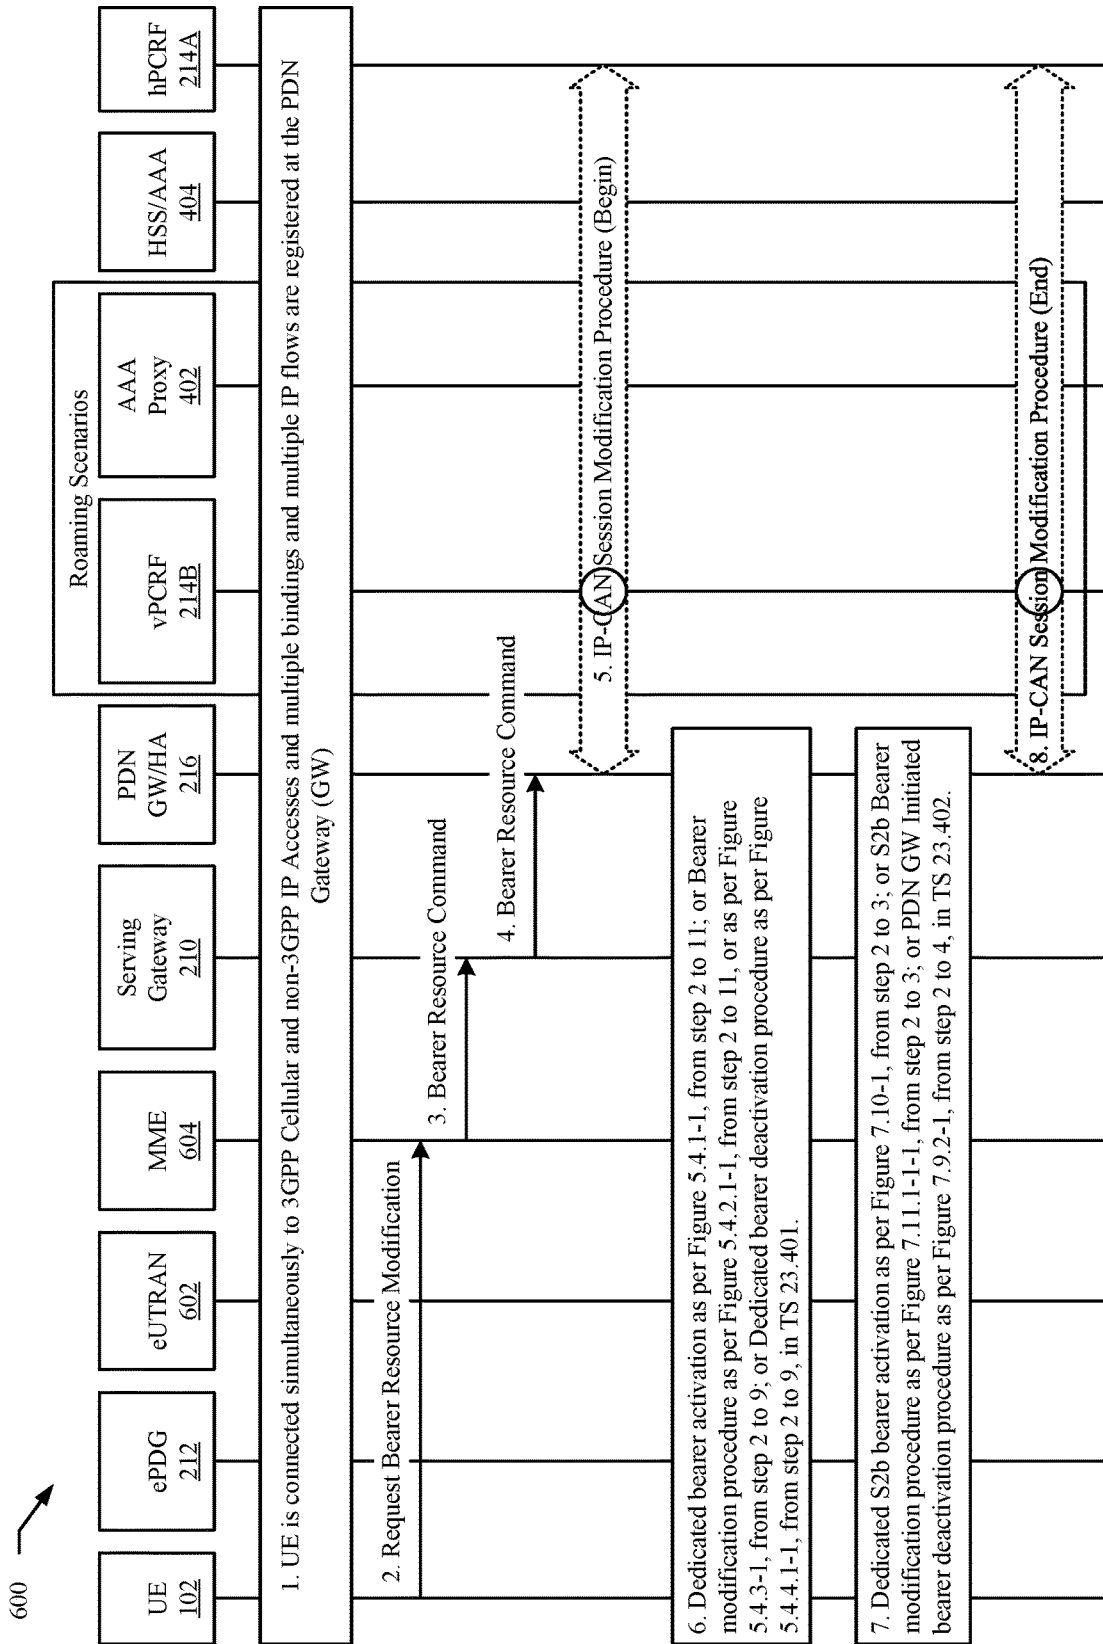 600
Roaming Scenarios
UE
102
ePDG
212
eUTRAN
602
MME
604
Serving
Gateway
210
PDN
GW/HA
216
vPCRF
214B
AAA
Proxy
402
HSS/AAA
404
hPCRF
214A
1. UE is connected simultaneously to 3GPP Cellular and non-3GPP IP Accesses and multiple bindings and multiple IP flows are registered at the PDN
Gateway (GW)
2. Request Bearer Resource Modification
3. Bearer Resource Command
4. Bearer Resource Command
5. IP-CAN Session Modification Procedure (Begin)
6. Dedicated bearer activation as per Figure 5.4.1-1, from step 2 to 11; or Bearer
modification procedure as per Figure 5.4.2.1-1, from step 2 to 11, or as per Figure
5.4.3-1, from step 2 to 9; or Dedicated bearer deactivation procedure as per Figure
5.4.4.1-1, from step 2 to 9, in TS 23.401.
7. Dedicated S2b bearer activation as per Figure 7.10-1, from step 2 to 3; or S2b Bearer
modification procedure as per Figure 7.11.1-1-1, from step 2 to 3; or PDN GW Initiated
bearer deactivation procedure as per Figure 7.9.2-1, from step 2 to 4, in TS 23.402.
8. IP-CAN Session Modification Procedure (End)